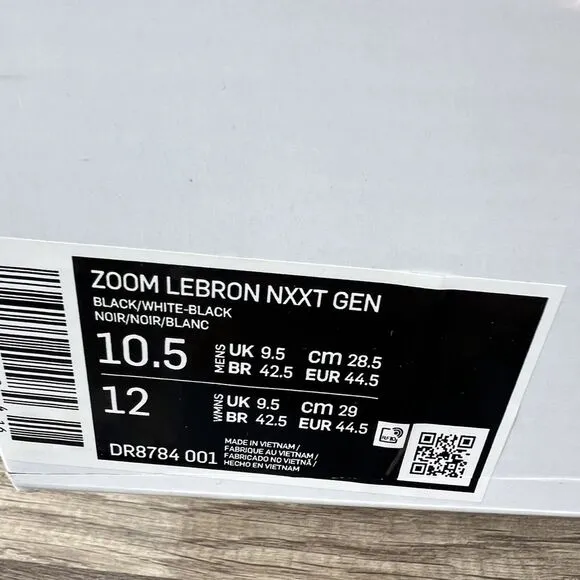 ZOOM LEBRON NXXT GEN
BLACK/WHITE-BLACK
NOIR/NOIR/BLANC
10.5 MENS UK 9.5 cm 28.5
BR 42.5 EUR 44.5
12 WMNS UK 9.5 cm 29
BR 42.5 EUR 44.5
DR8784 001
MADE IN VIETNAM /
FABRIQUE AU VIETNAM /
FABRICADO NO VIETNÃ /
HECHO EN VIETNAM